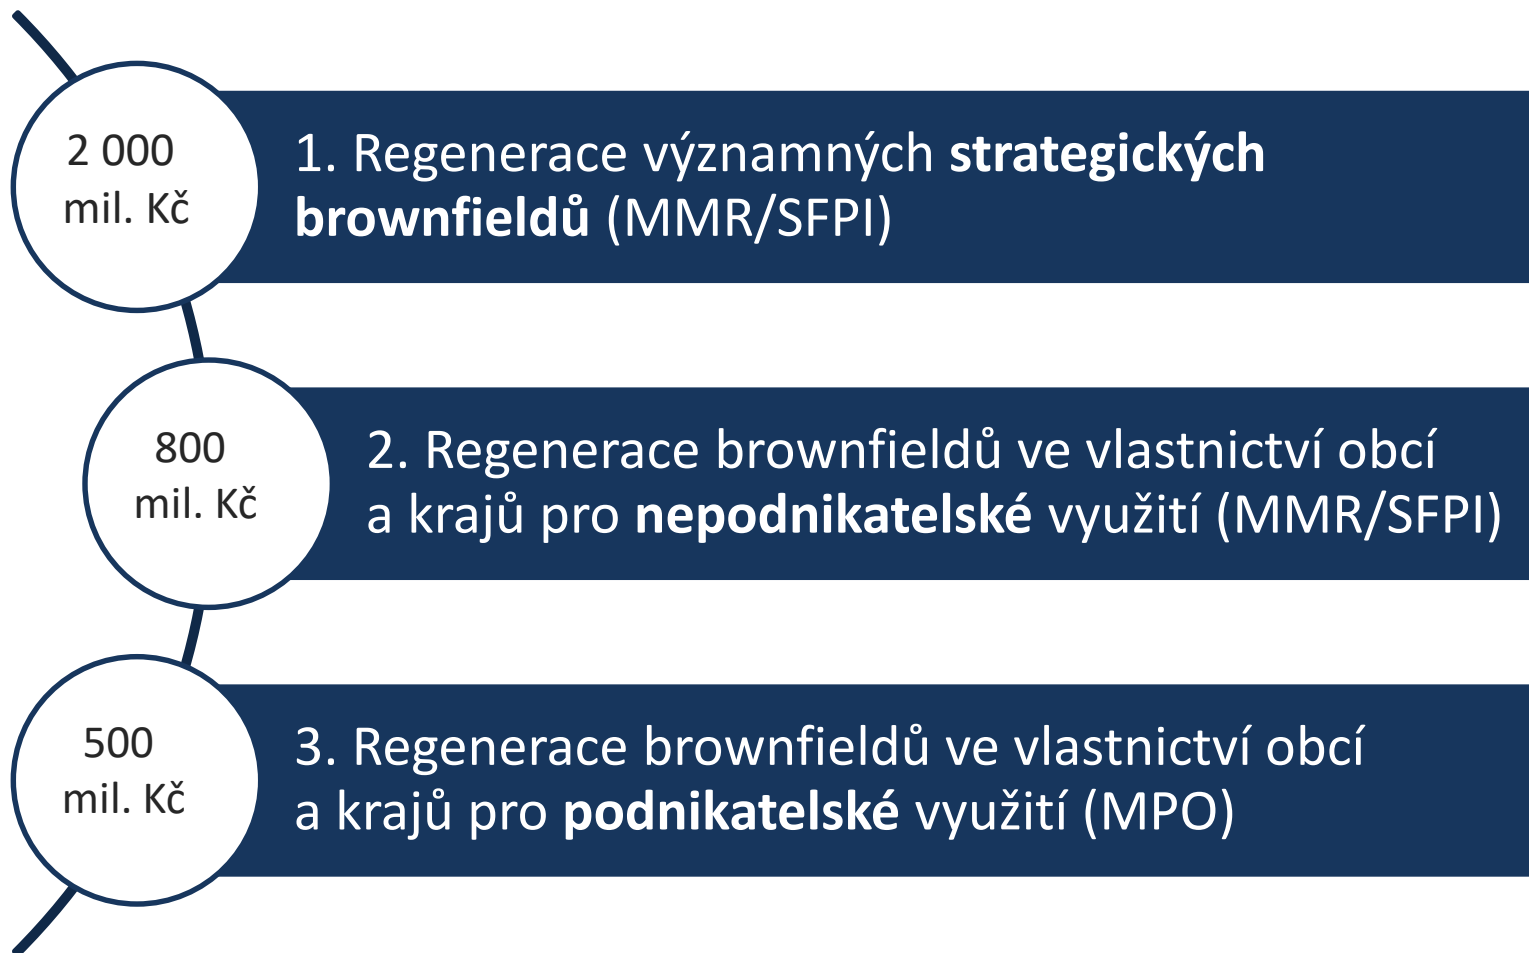 2 000
mil. Kč
1. Regenerace významných strategických
brownfieldů (MMR/SFPI)
800
mil. Kč
2. Regenerace brownfieldů ve vlastnictví obcí
a krajů pro nepodnikatelské využití (MMR/SFPI)
500
mil. Kč
3. Regenerace brownfieldů ve vlastnictví obcí
a krajů pro podnikatelské využití (MPO)